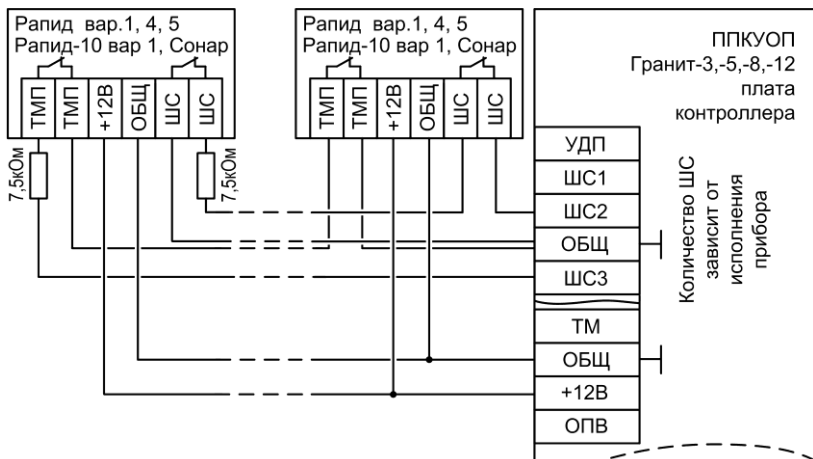 Рапид вар.1, 4, 5
Рапид-10 вар 1, Сонар
ТМП
ТМП
+12В
ОБЩ
ШС
ШС
7,5кОм
7,5кОм
Рапид вар.1, 4, 5
Рапид-10 вар 1, Сонар
ТМП
ТМП
+12В
ОБЩ
ШС
ШС
ППКУОП
Гранит-3,-5,-8,-12
плата
контроллера
УДП
ШС1
ШС2
ОБЩ
ШС3
ТМ
ОБЩ
+12В
ОПВ
Количество ШС
зависит от
исполнения
прибора